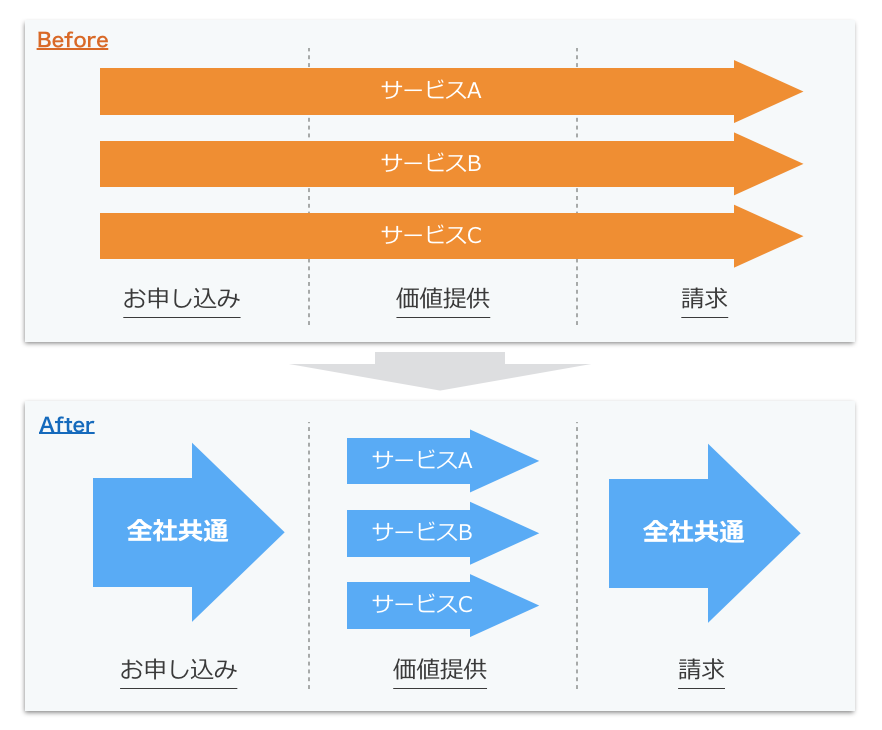 Before
サービスA
サービスB
サービスC
お申し込み 価値提供 請求
After
サービスA
全社共通 サービスB 全社共通
サービスC
お申し込み 価値提供 請求